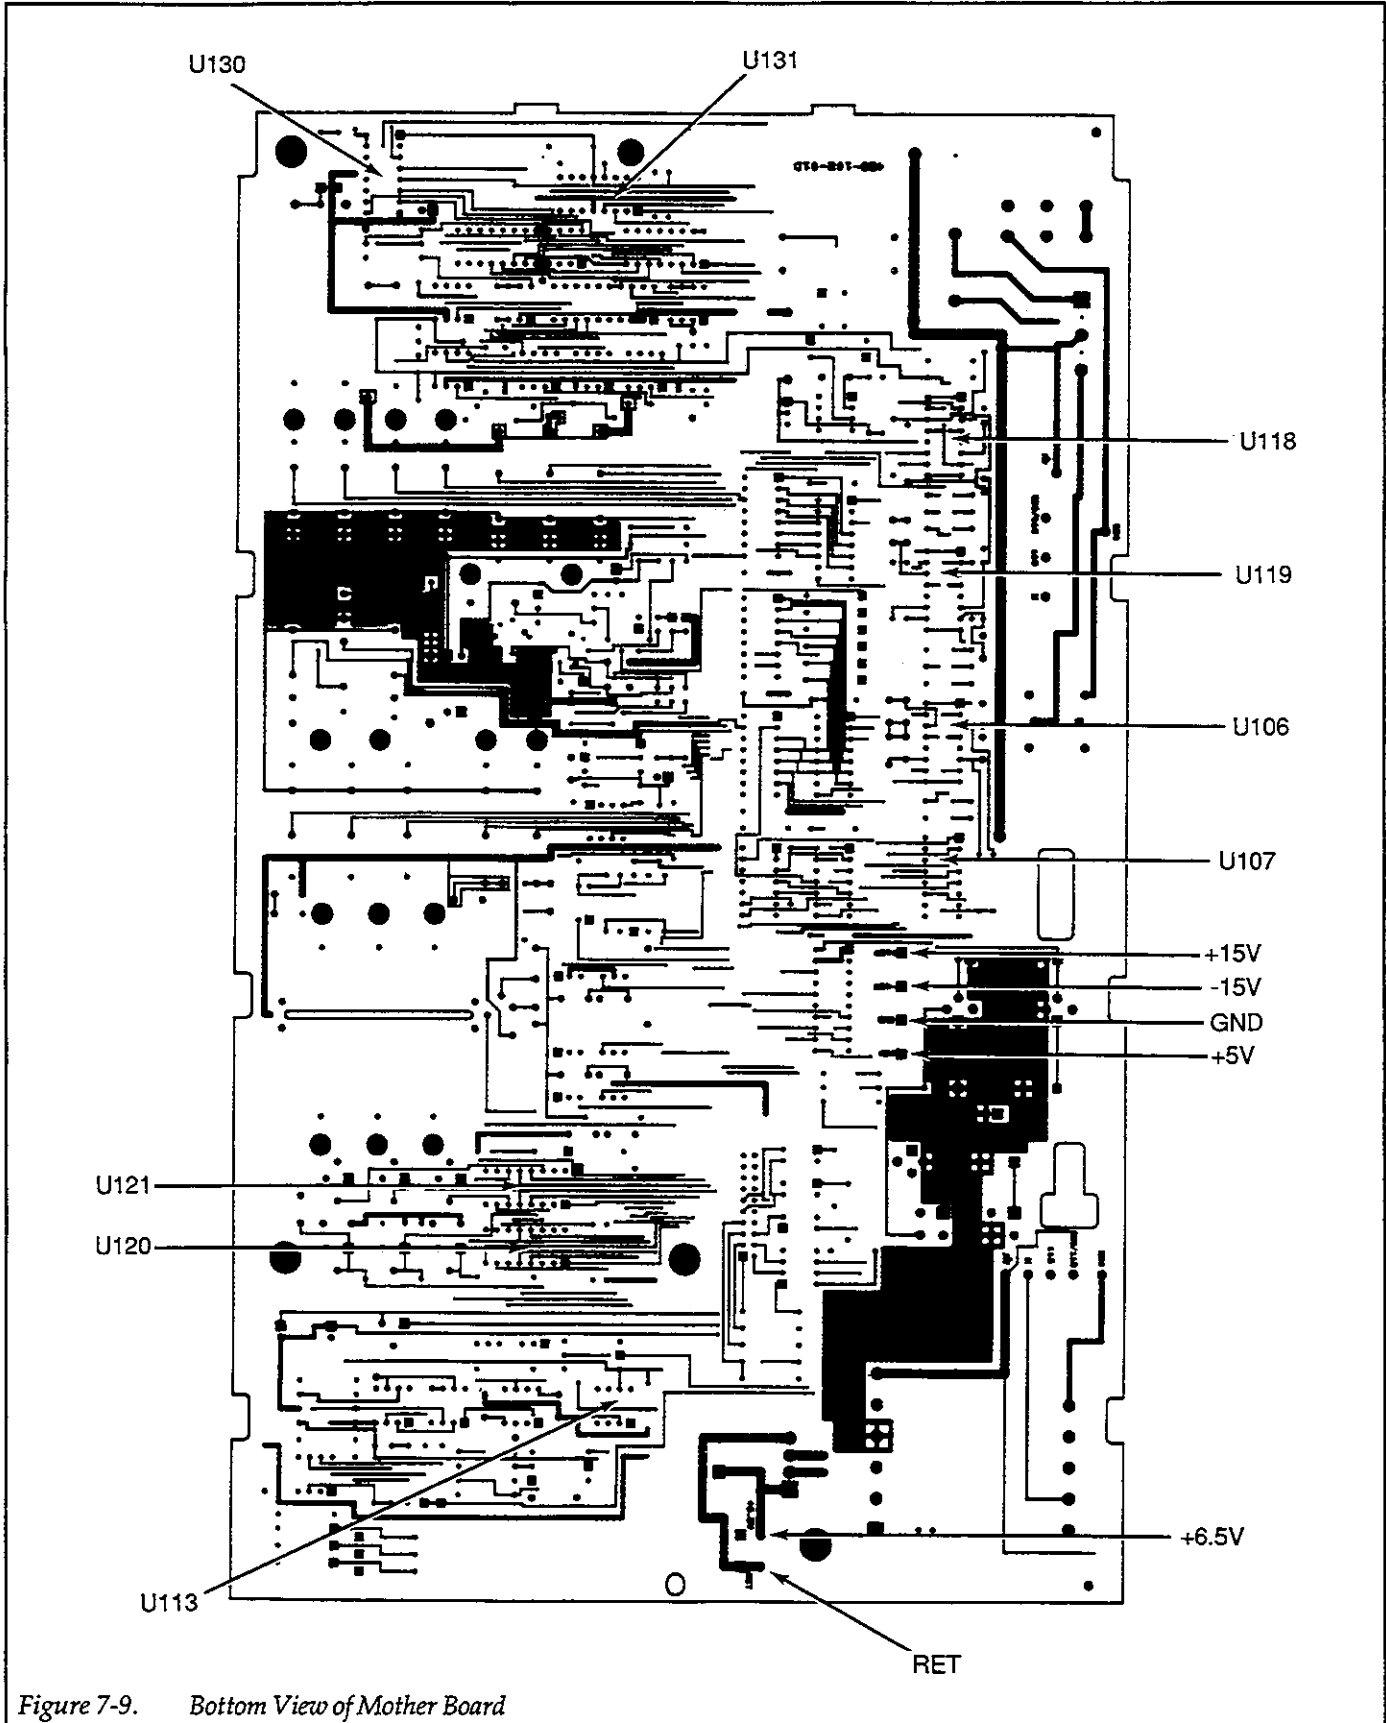 U130
U131
U118
U119
U106
U107
+15V
-15V
GND
+5V
U121
U120
+6.5V
U113
RET
Figure 7-9. Bottom View of Mother Board